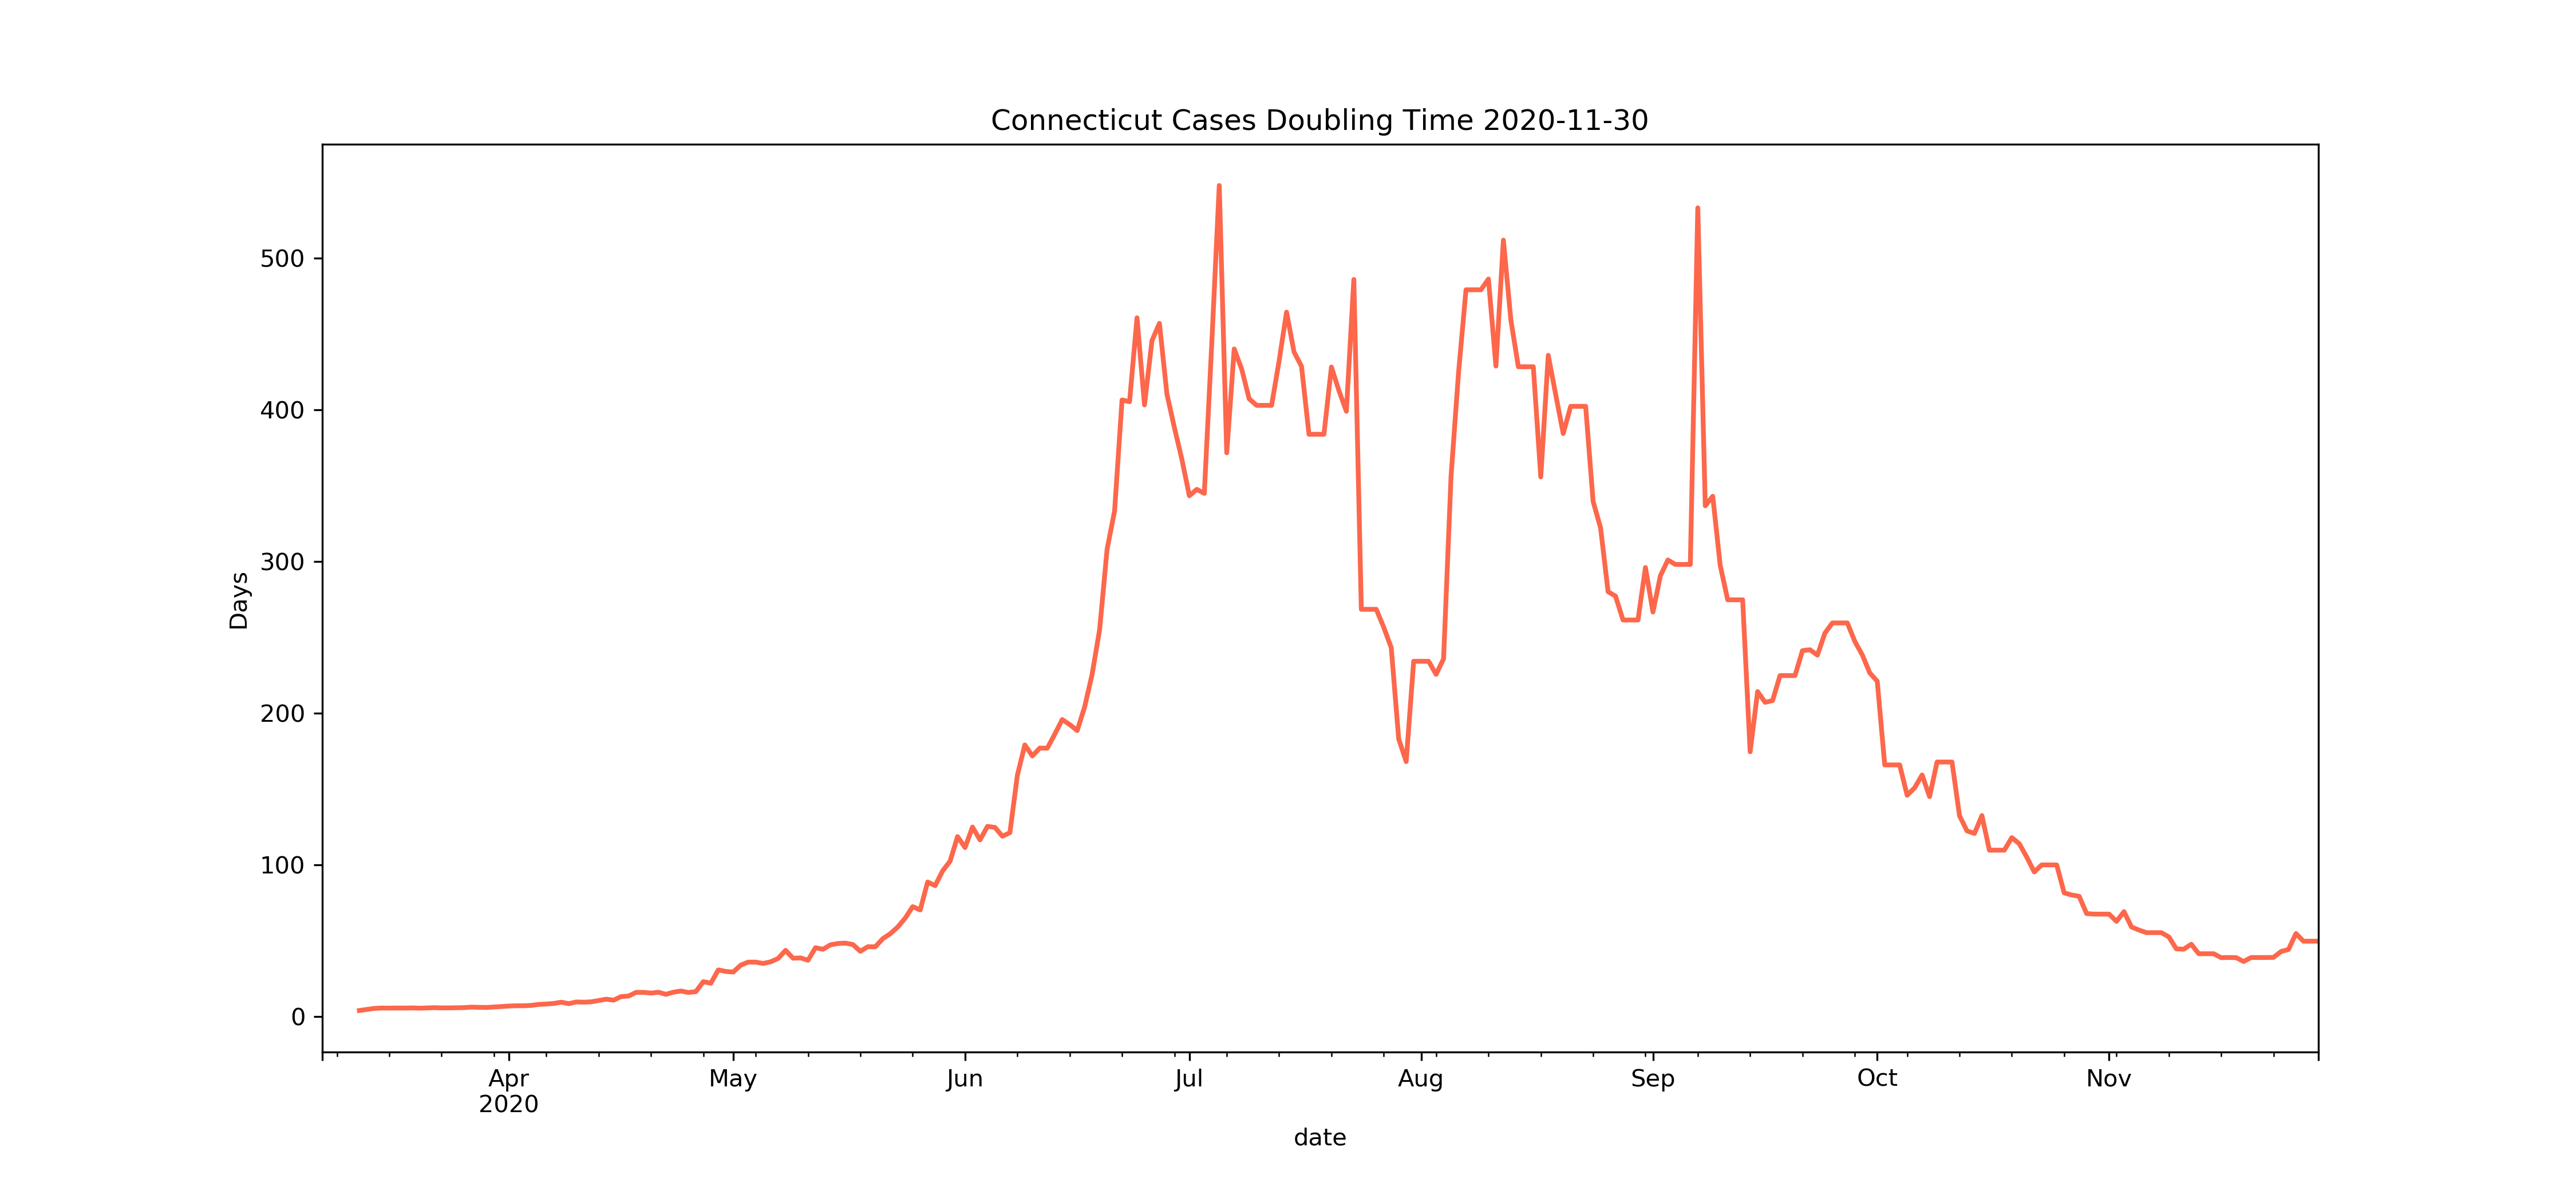 Connecticut Cases Doubling Time 2020-11-30
500
400
300
200
100
0
Days
Apr May Jun Jul Aug Sep Oct Nov
2020
date